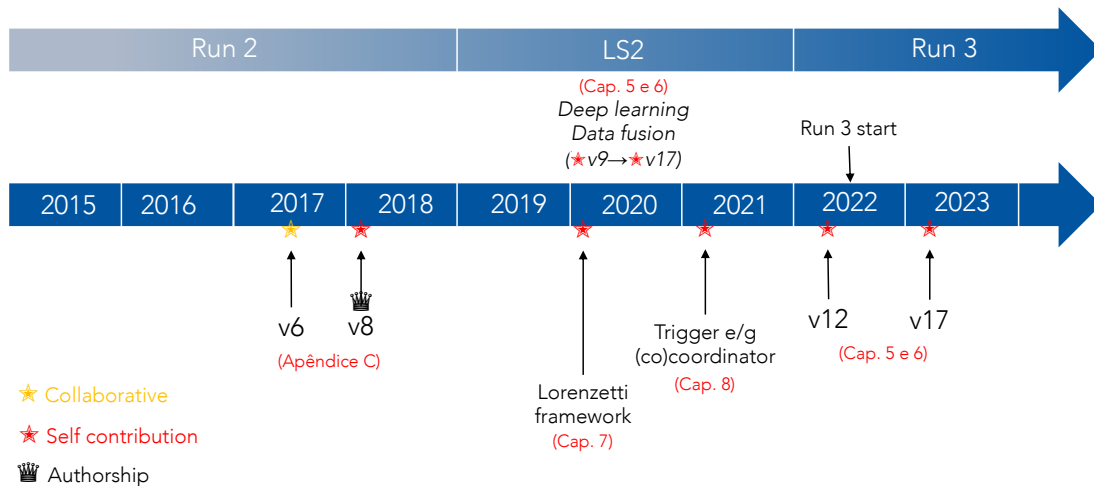 Run 2
LS2
Run 3
(Cap. 5 e 6)
Deep learning
Data fusion
(★v9→★v17)
Run 3 start
2015
2016
2017
2018
2019
2020
2021
2022
2023
v6
v8
(Apêndice C)
Lorenzetti
framework
(Cap. 7)
Trigger e/g
(co)coordinator
(Cap. 8)
v12
v17
(Cap. 5 e 6)
Collaborative
Self contribution
Authorship